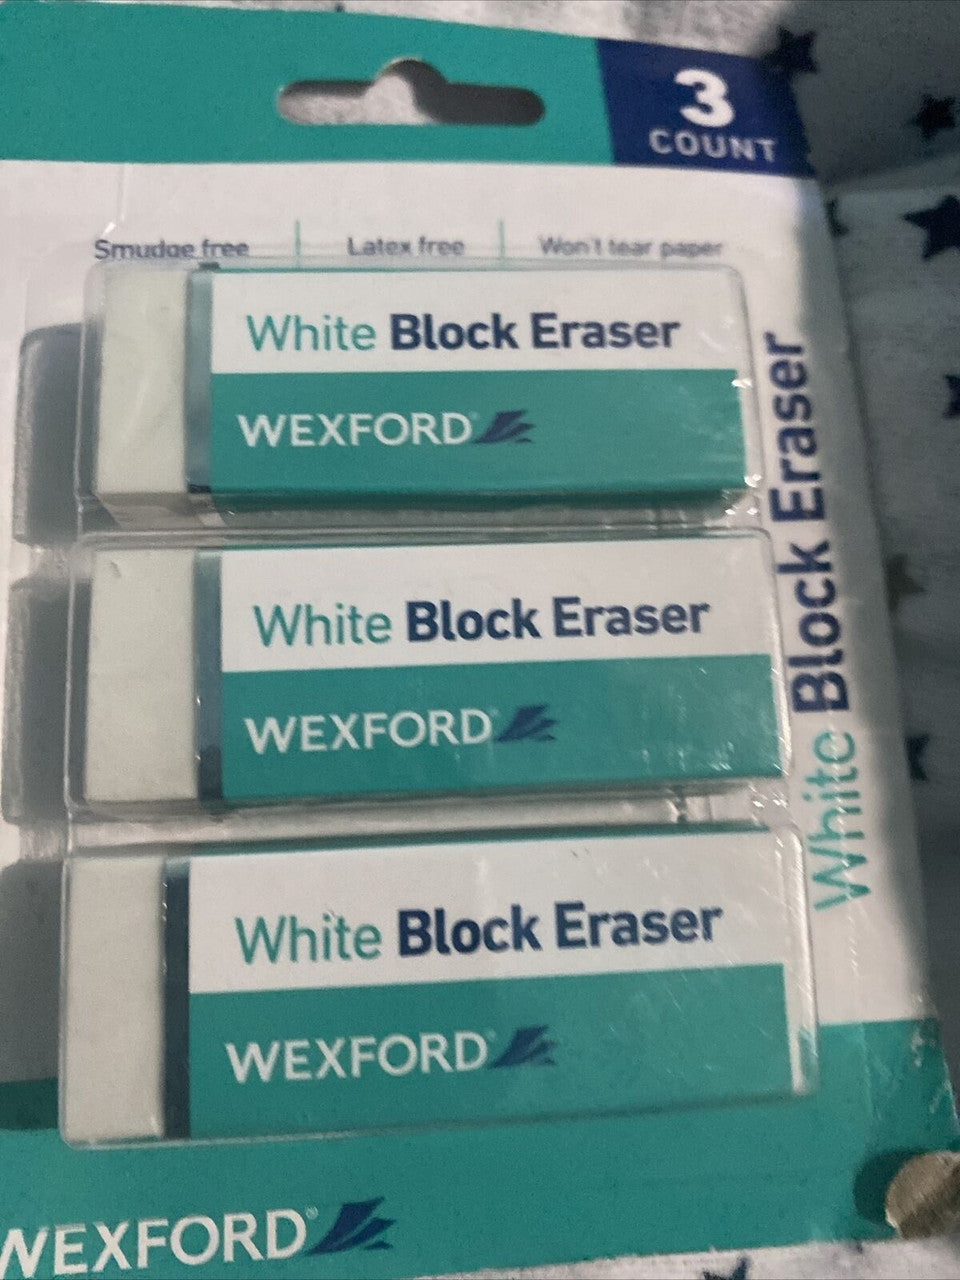 3
COUNT
Smudge free
Latex free
Won't tear paper
White Block Eraser
WEXFORD®
White Block Eraser
WEXFORD®
White Block Eraser
WEXFORD®
White Block Eraser
WEXFORD®